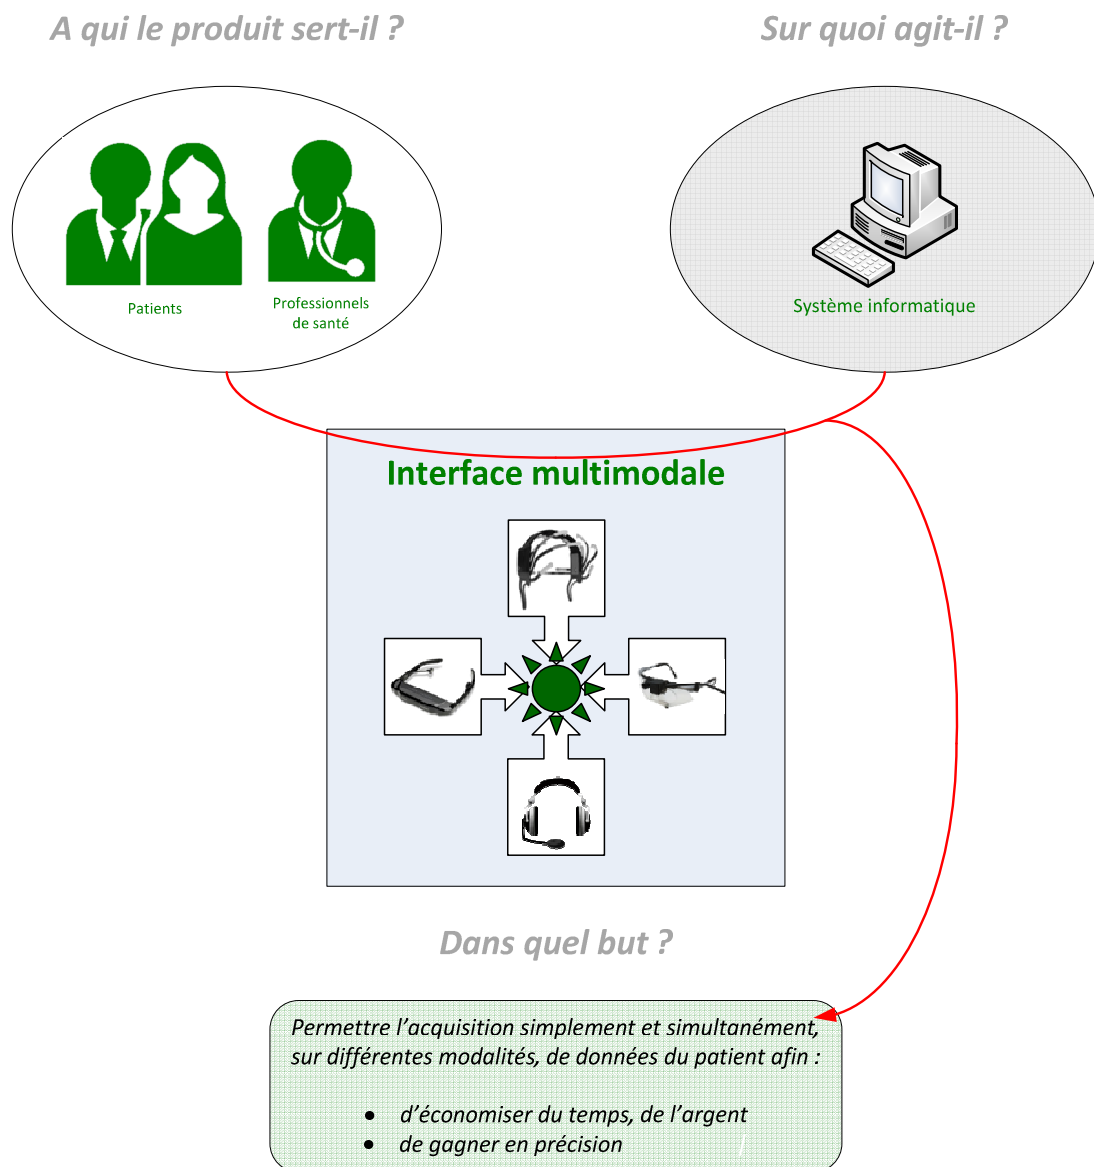 A qui le produit sert-il ?
Sur quoi agit-il ?
Patients
Professionnels
de santé
Système informatique
Interface multimodale
Dans quel but ?
Permettre l’acquisition simplement et simultanément,
sur différentes modalités, de données du patient afin :
• d’économiser du temps, de l’argent
• de gagner en précision